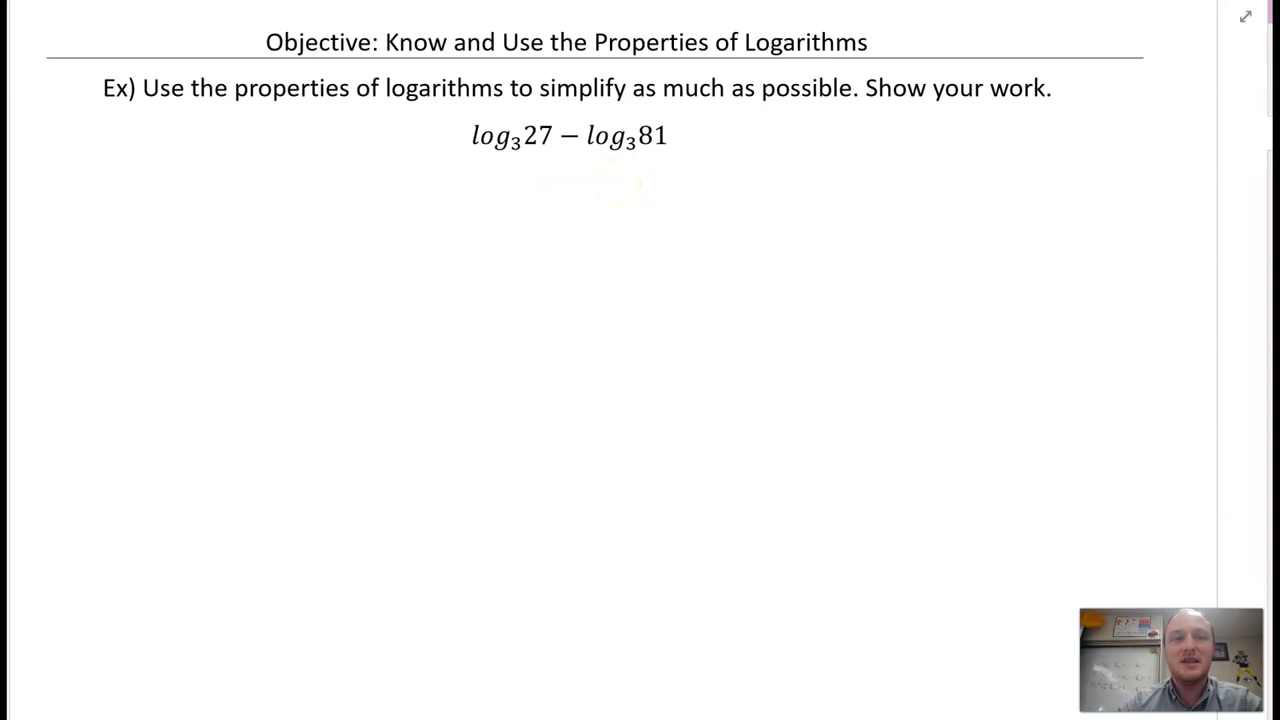 Objective: Know and Use the Properties of Logarithms
Ex) Use the properties of logarithms to simplify as much as possible. Show your work.
log₃27 − log₃81